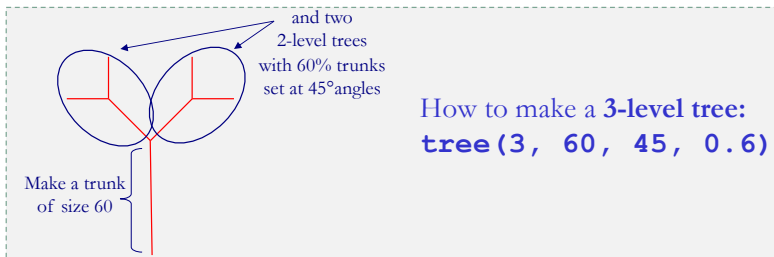 and two
2-level trees
with 60% trunks
set at 45°angles
How to make a 3-level tree:
tree(3, 60, 45, 0.6)
Make a trunk
of size 60